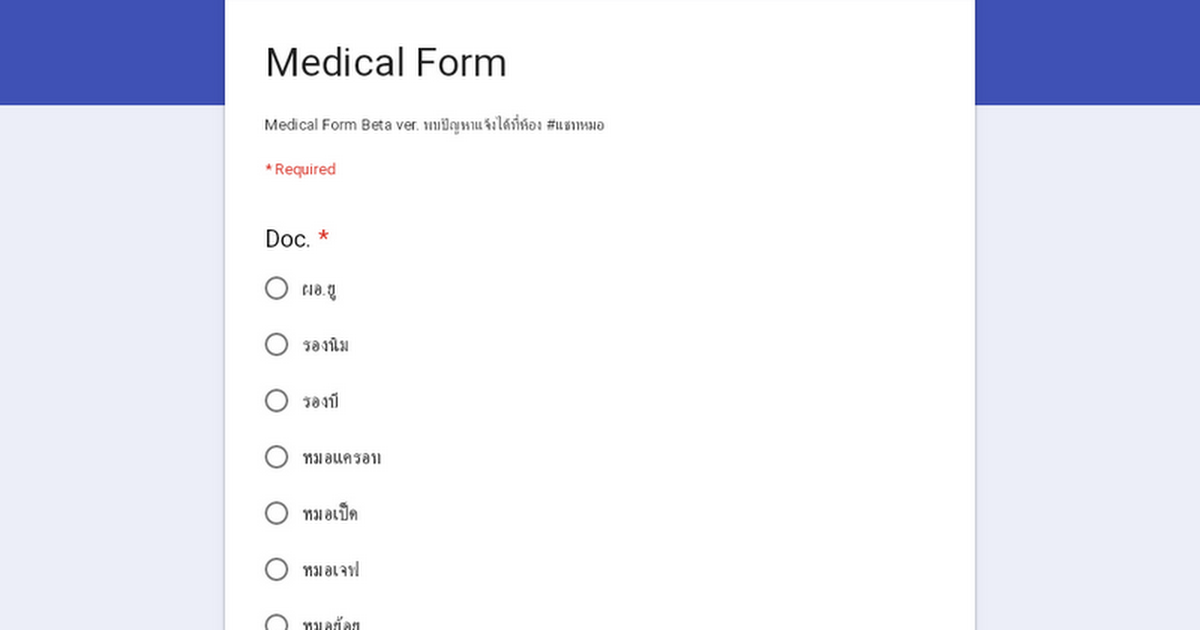 Medical Form
Medical Form Beta ver. พบปัญหาแจ้งได้ที่ห้อง #แชทหมอ
* Required
Doc. *
ผอ.ยู
รองนิม
รองบี
หมอแครอท
หมอเป็ด
หมอเจฟ